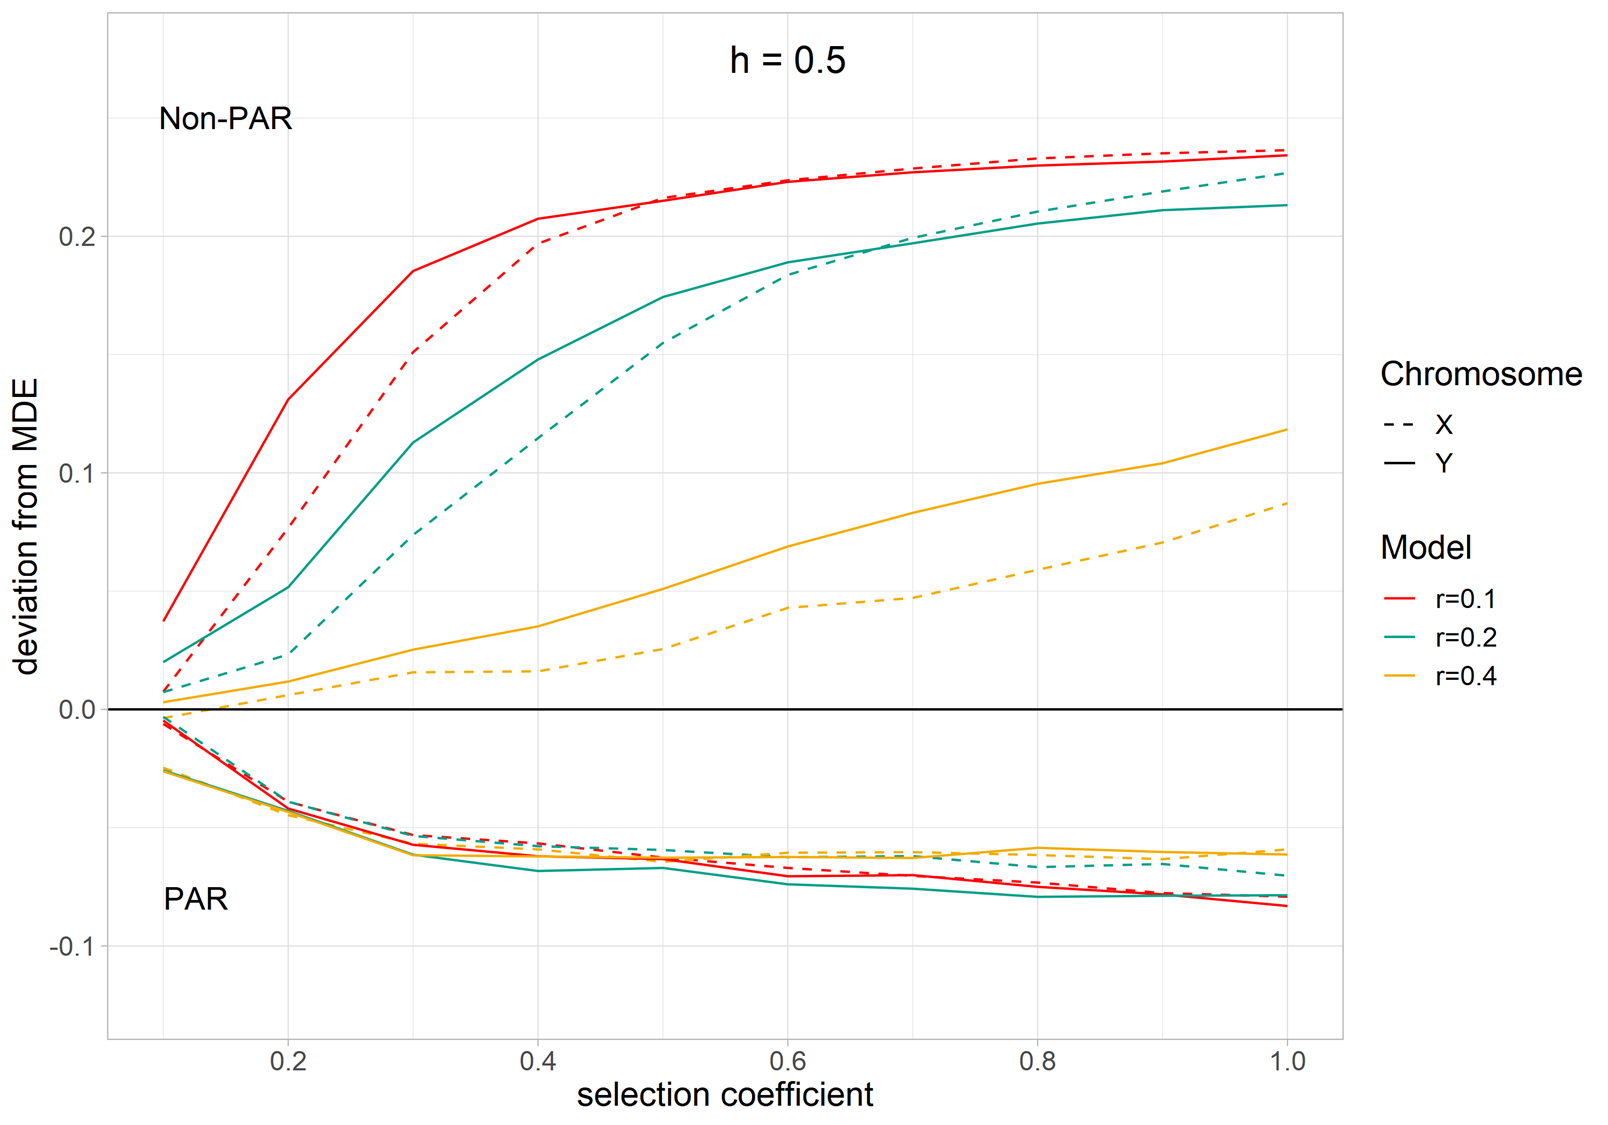 h = 0.5
Non-PAR
PAR
0.2
0.1
0.0
-0.1
deviation from MDE
0.2 0.4 0.6 0.8 1.0
selection coefficient
Chromosome
X
Y
Model
r=0.1
r=0.2
r=0.4